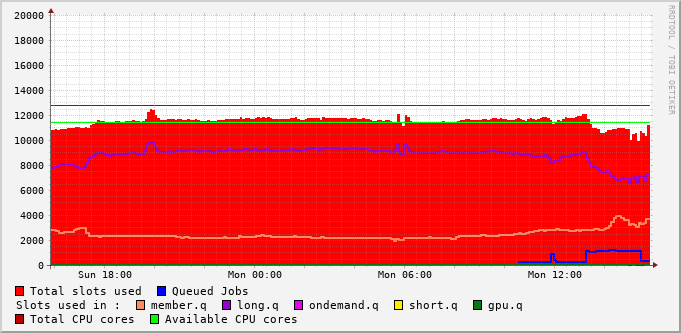 20000
18000
16000
14000
12000
10000
8000
6000
4000
2000
0
Sun 18:00 Mon 00:00 Mon 06:00 Mon 12:00
Total slots used Queued Jobs
Slots used in : member.q long.q ondemand.q short.q gpu.q
Total CPU cores Available CPU cores
RRDTOOL / TOBI OETIKER